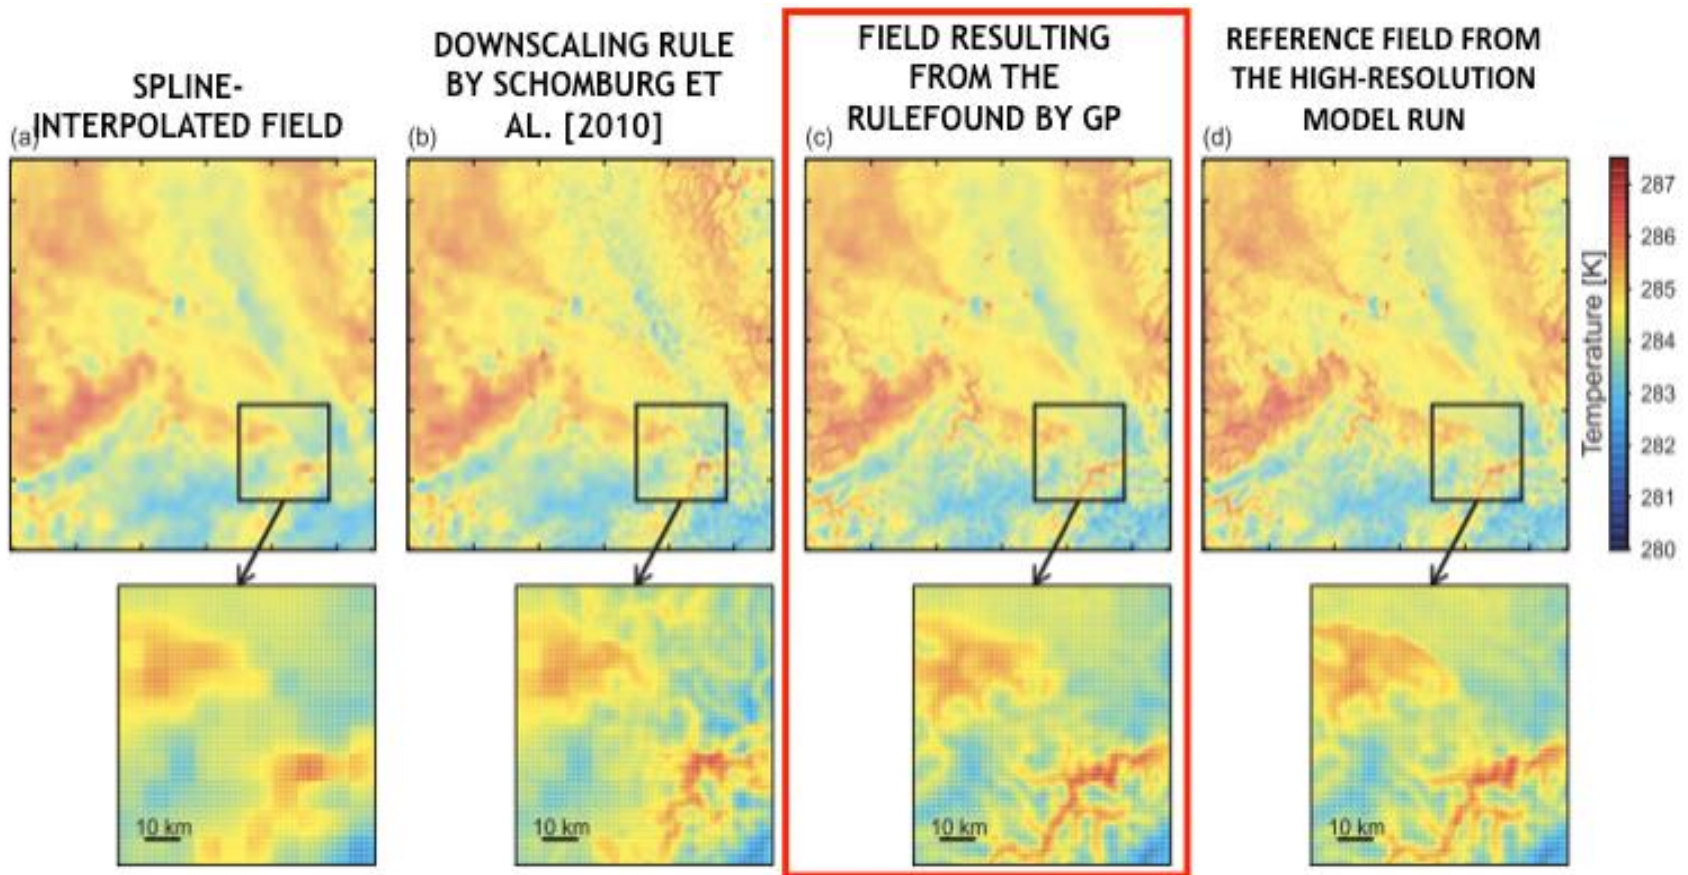 SPLINE-
INTERPOLATED FIELD
(a)
DOWNSCALING RULE
BY SCHOMBURG ET
AL. [2010]
(b)
FIELD RESULTING
FROM THE
RULEFOUND BY GP
(c)
REFERENCE FIELD FROM
THE HIGH-RESOLUTION
MODEL RUN
(d)
287
286
285
284
283
282
281
280
Temperature [K]
10 km
10 km
10 km
10 km